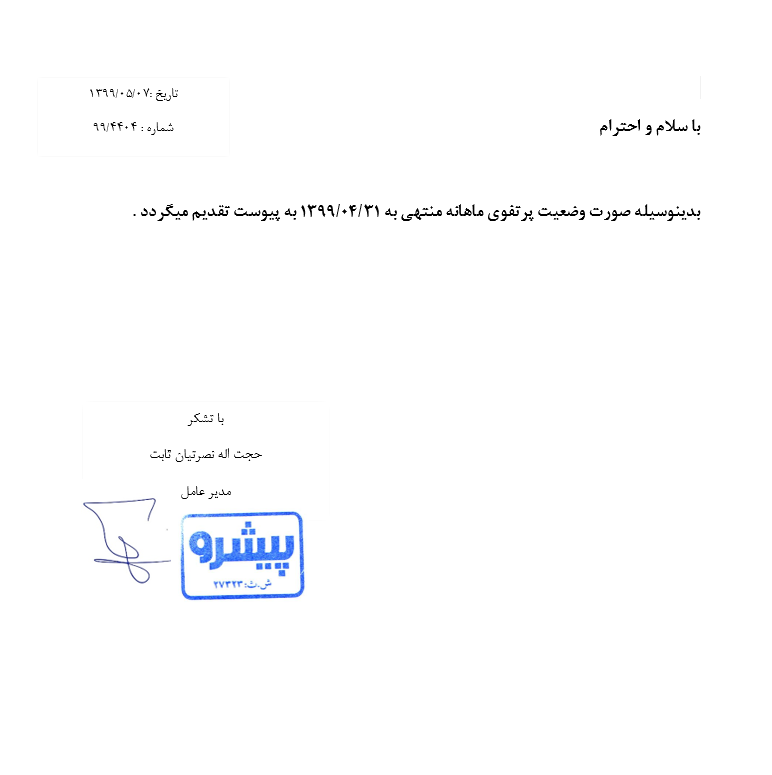 تاریخ :۱۳۹۹/۰۵/۰۷
شماره : ۹۹/۴۴۰۴
با سلام و احترام
بدینوسیله صورت وضعیت پرتفوی ماهانه منتهی به ۱۳۹۹/۰۴/۳۱ به پیوست تقدیم میگردد .
با تشکر
حجت اله نصرتیان ثابت
مدیر عامل
پیشرو
ش.ث: ۲۷۳۲۳